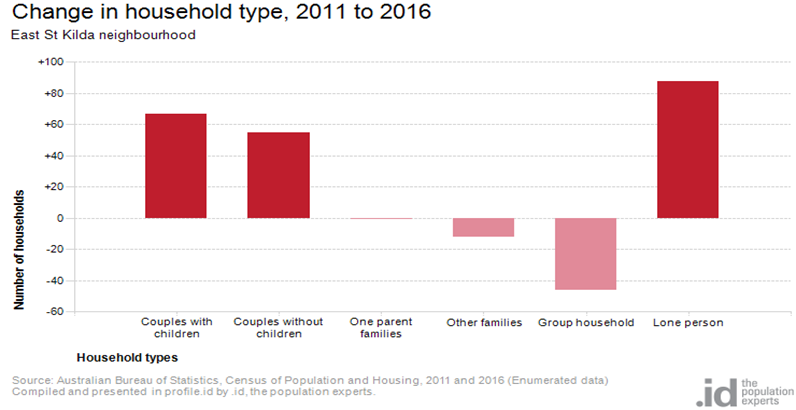 Change in household type, 2011 to 2016
East St Kilda neighbourhood
+100
+80
+60
+40
+20
0
-20
-40
-60
Number of households
Couples with
children
Couples without
children
One parent
families
Other families
Group household
Lone person
Household types
Source: Australian Bureau of Statistics, Census of Population and Housing, 2011 and 2016 (Enumerated data)
Compiled and presented in profile.id by .id, the population experts.
.id the
population
experts